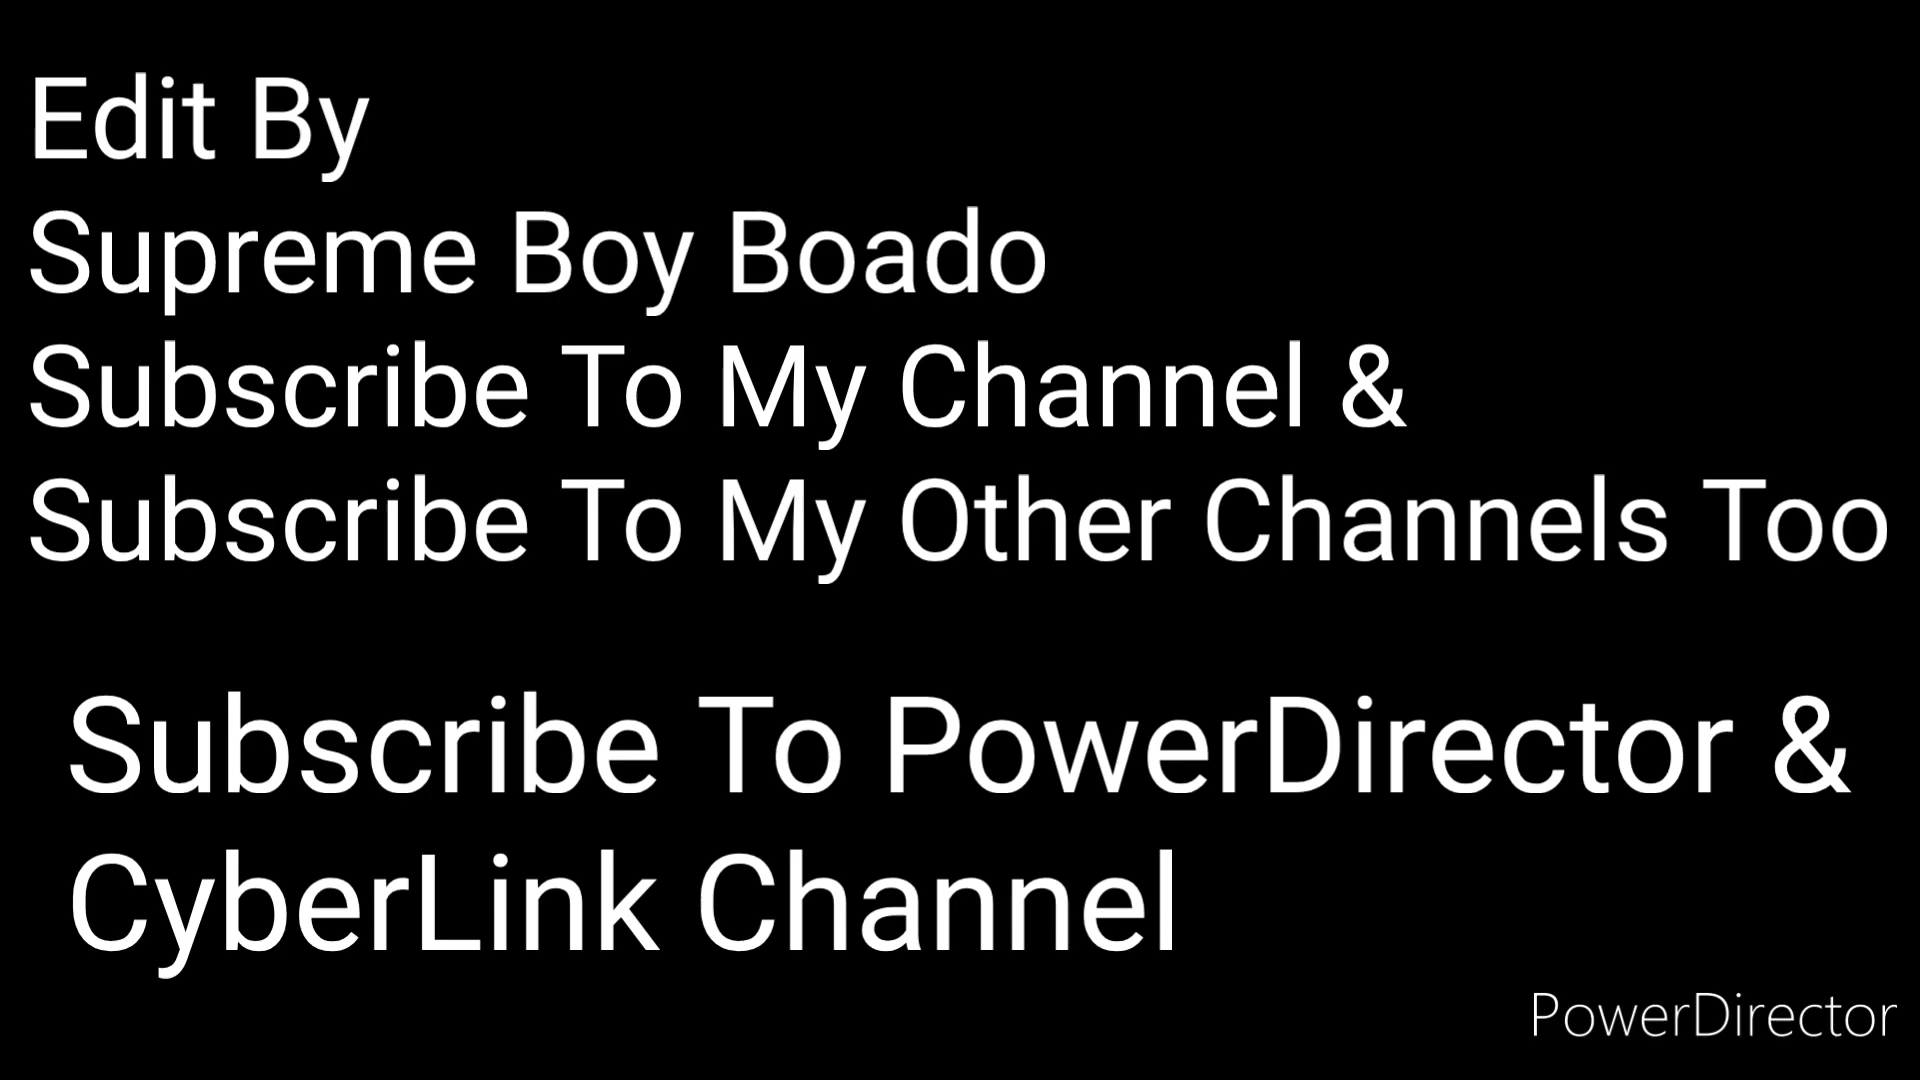 Edit By
Supreme Boy Boado
Subscribe To My Channel &
Subscribe To My Other Channels Too
Subscribe To PowerDirector &
CyberLink Channel
PowerDirector